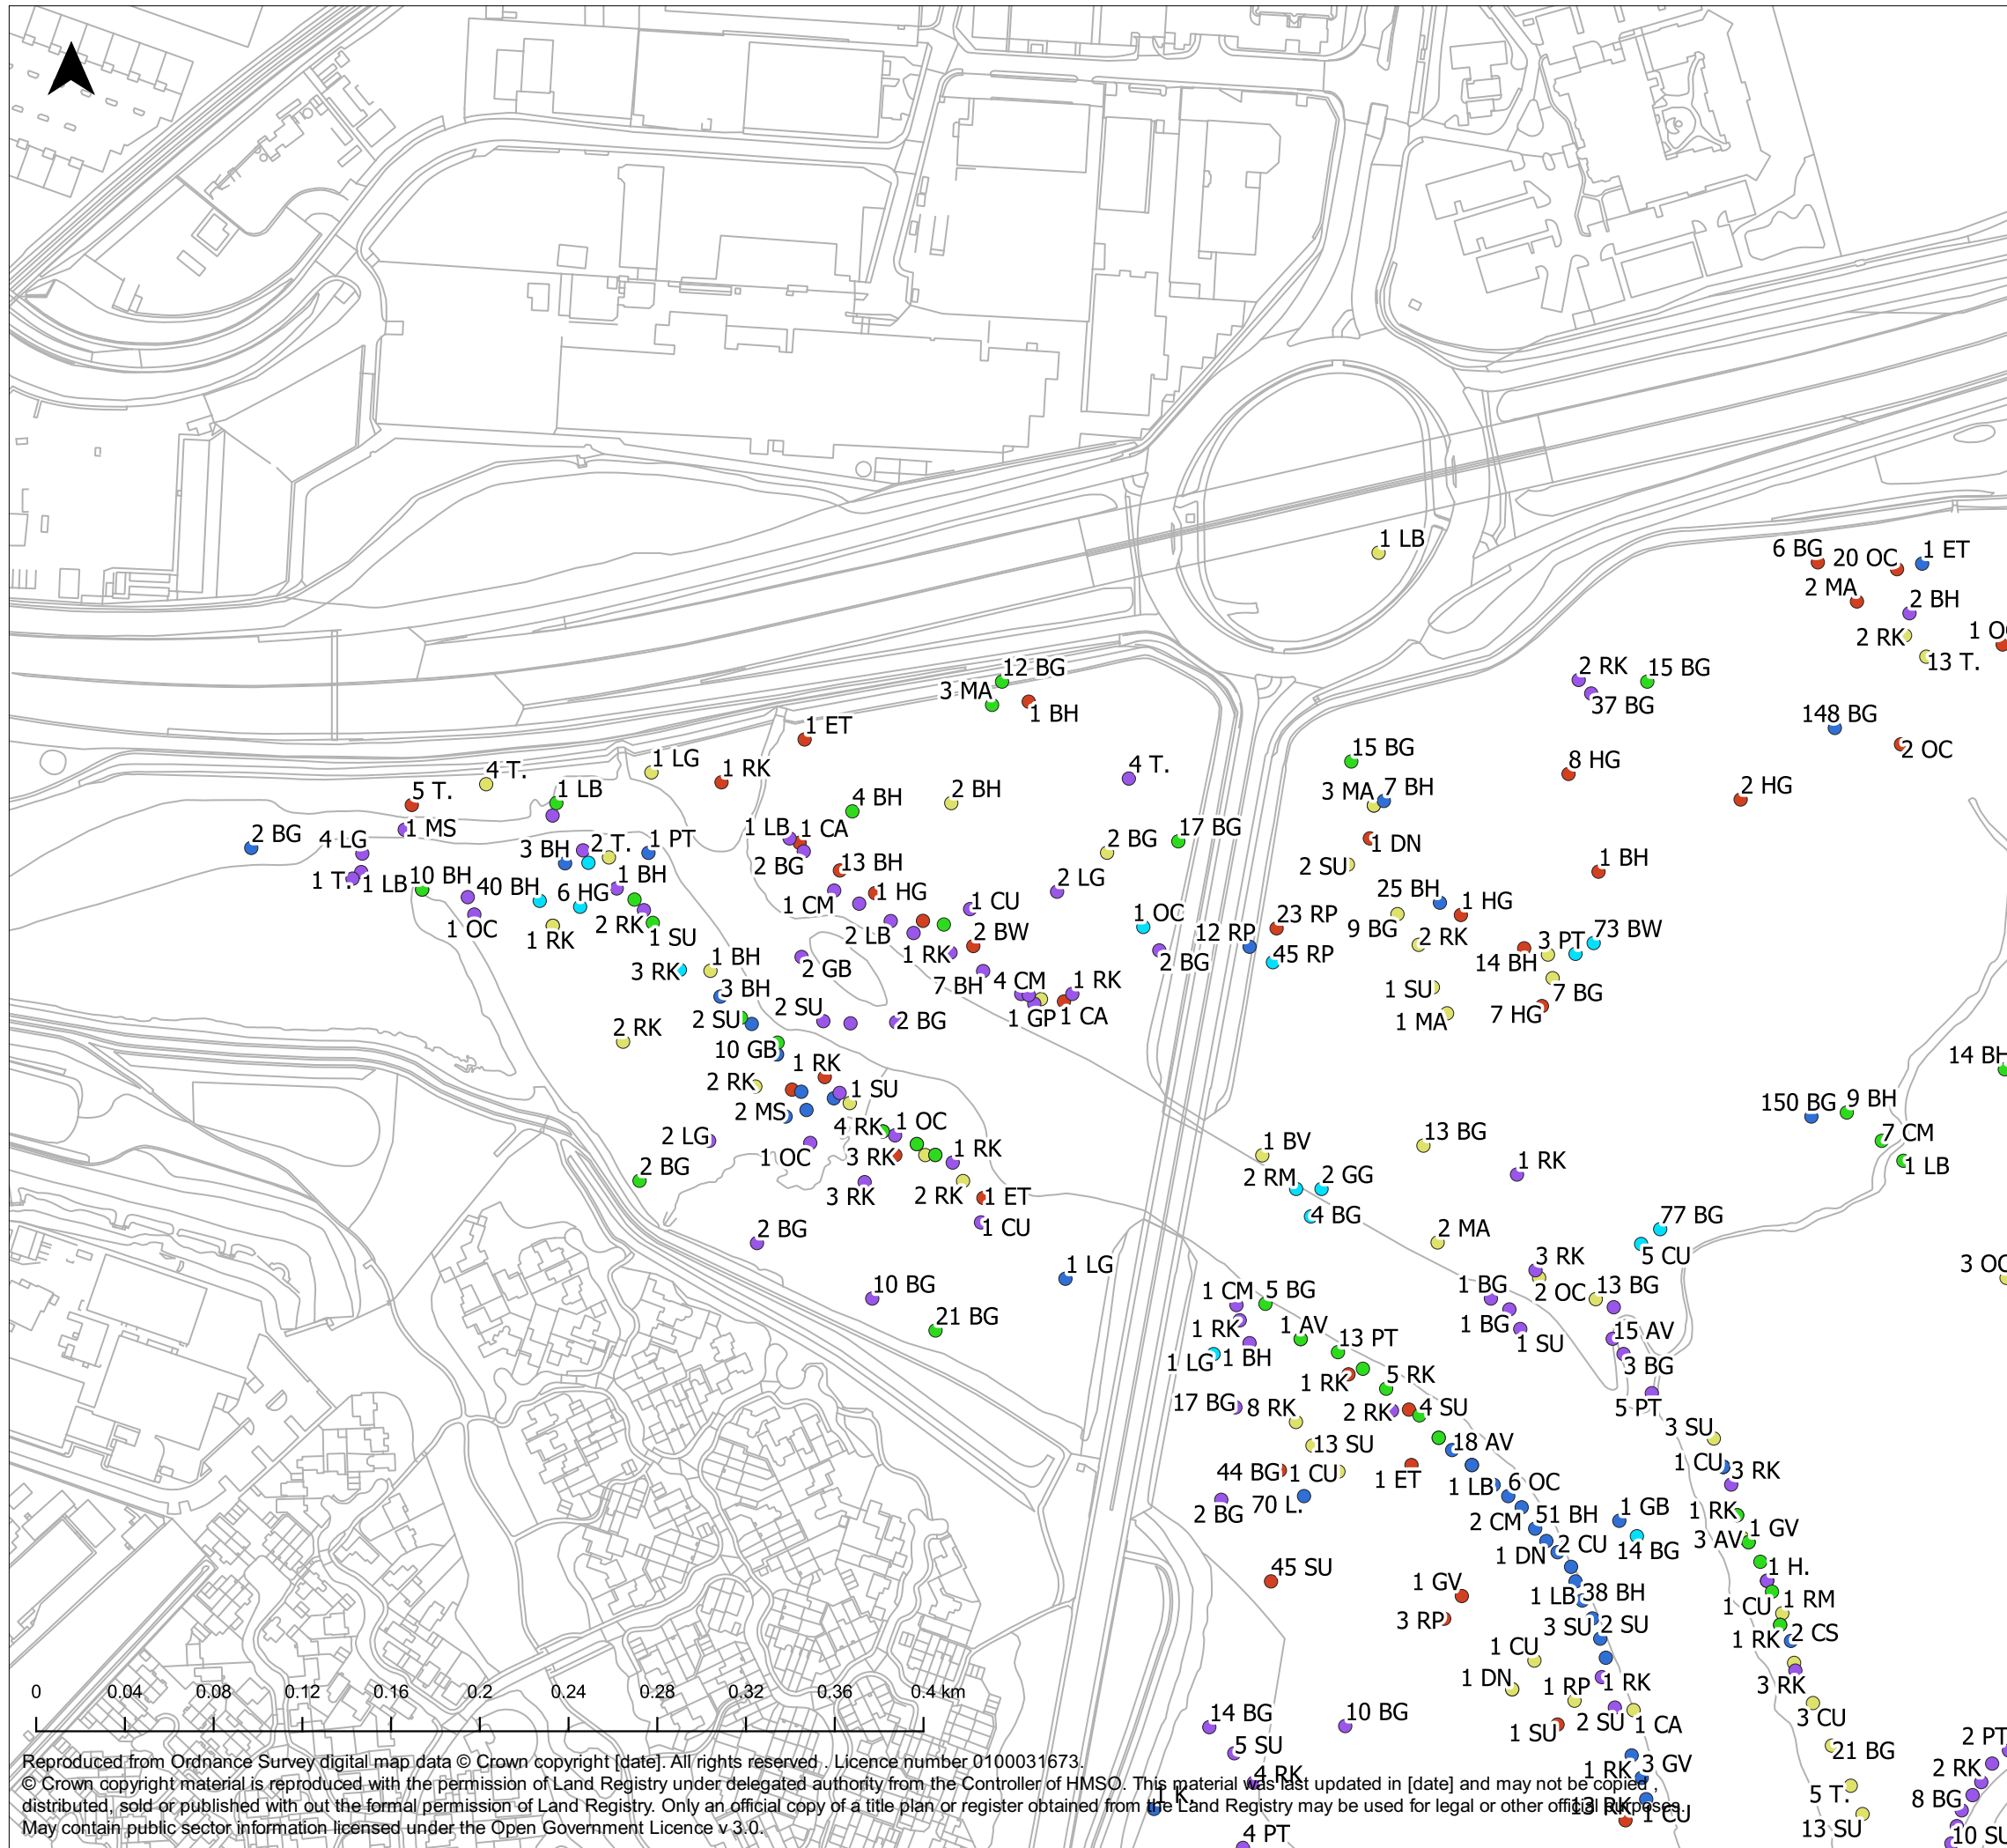 1 LB
6 BG
20 OC
1 ET
2 MA
2 BH
2 RK
13 T.
12 BG
3 MA
1 BH
2 RK
15 BG
37 BG
148 BG
2 OC
1 ET
1 LG
1 RK
4 T.
15 BG
8 HG
5 T.
4 T.
1 LB
4 BH
2 BH
3 MA
7 BH
2 HG
2 BG
4 LG
1 MS
3 BH
2 T.
1 PT
1 LB
1 CA
2 BG
13 BH
2 BG
17 BG
1 DN
2 SU
1 BH
1 T.
1 LB
10 BH
40 BH
6 HG
1 BH
1 CM
1 HG
2 LG
25 BH
1 HG
1 OC
1 RK
2 RK
1 SU
2 LB
1 CU
2 BW
1 RK
1 OC
12 RP
23 RP
9 BG
2 RK
3 PT
73 BW
3 RK
1 BH
2 GB
7 BH
4 CM
1 RK
2 BG
45 RP
14 BH
7 BG
3 BH
2 SU
2 SU
2 BG
1 GP
1 CA
1 SU
1 MA
7 HG
2 RK
10 GB
1 RK
14 BH
2 RK
2 MS
1 SU
150 BG
9 BH
2 LG
1 OC
4 RK
1 OC
3 RK
1 RK
1 BV
13 BG
7 CM
1 LB
2 BG
3 RK
2 RK
1 ET
2 RM
2 GG
1 RK
2 BG
1 CU
4 BG
2 MA
77 BG
5 CU
10 BG
1 LG
3 RK
3 OC
21 BG
1 CM
5 BG
1 BG
2 OC
13 BG
1 RK
1 AV
13 PT
1 BG
1 SU
15 AV
1 LG
1 BH
1 RK
5 RK
3 BG
17 BG
8 RK
2 RK
4 SU
5 PT
13 SU
18 AV
3 SU
44 BG
1 CU
1 ET
1 LB
6 OC
1 CU
3 RK
2 BG
70 L.
2 CM
51 BH
1 GB
1 RK
1 GV
1 DN
2 CU
14 BG
3 AV
45 SU
1 GV
1 LB
38 BH
1 H.
3 RP
3 SU
2 SU
1 CU
1 RM
1 CU
1 RK
2 CS
1 DN
1 RP
1 RK
3 RK
14 BG
10 BG
1 SU
2 SU
1 CA
3 CU
5 SU
1 RK
3 GV
21 BG
2 PT
4 RK
2 RK
13 RK
1 CU
5 T.
8 BG
4 PT
13 SU
0 0.04 0.08 0.12 0.16 0.2 0.24 0.28 0.32 0.36 0.4 km
Reproduced from Ordnance Survey digital map data © Crown copyright [date]. All rights reserved . Licence number 0100031673.
© Crown copyright material is reproduced with the permission of Land Registry under delegated authority from the Controller of HMSO. This material was last updated in [date] and may not be copied ,
distributed, sold or published with out the formal permission of Land Registry. Only an official copy of a title plan or register obtained from the Land Registry may be used for legal or other official purposes.
May contain public sector information licensed under the Open Government Licence v 3.0.